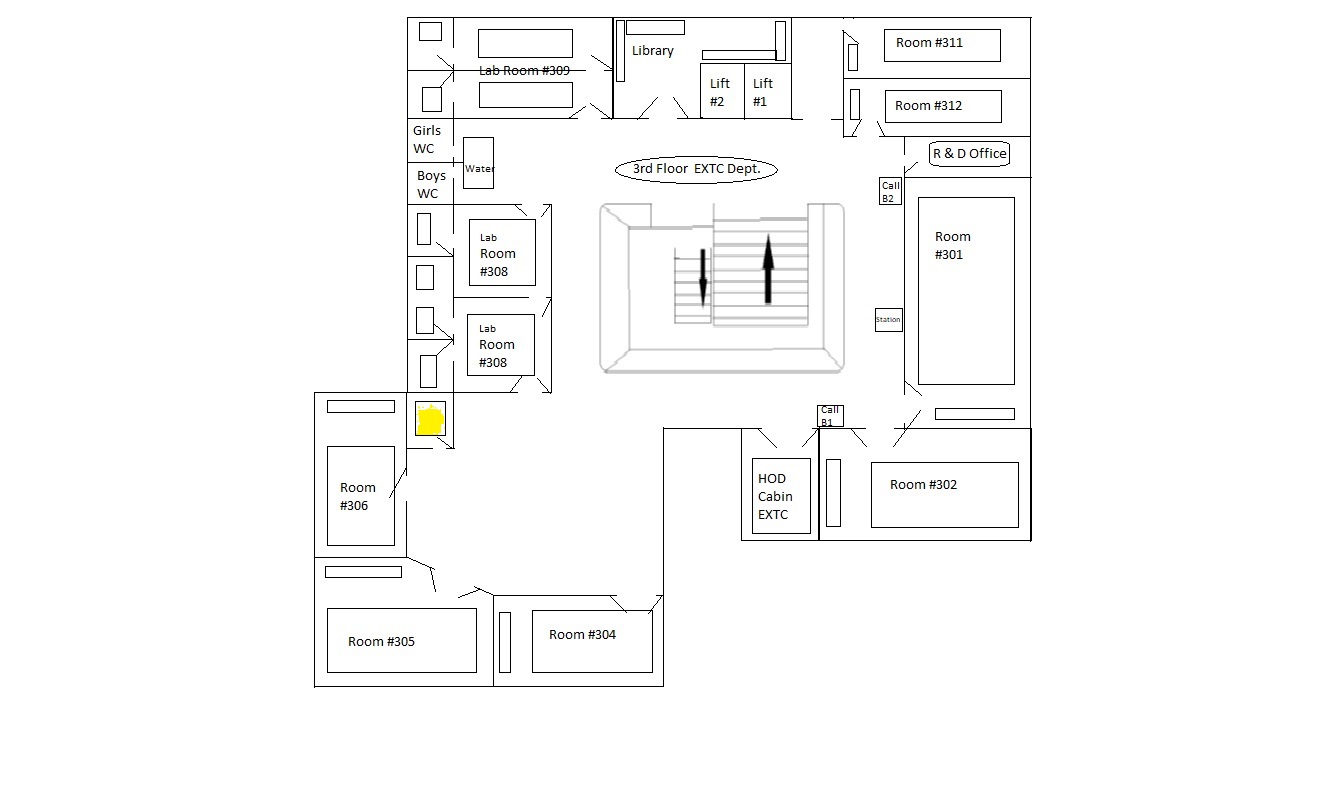 Room #311
Library
Lab Room #309
Lift
#2
Lift
#1
Room #312
Girls
WC
R & D Office
3rd Floor EXTC Dept.
Water
Boys
WC
Call
B2
Lab
Room
#308
Room
#301
Station
Lab
Room
#308
Call
B1
HOD
Cabin
EXTC
Room #302
Room
#306
Room #305
Room #304